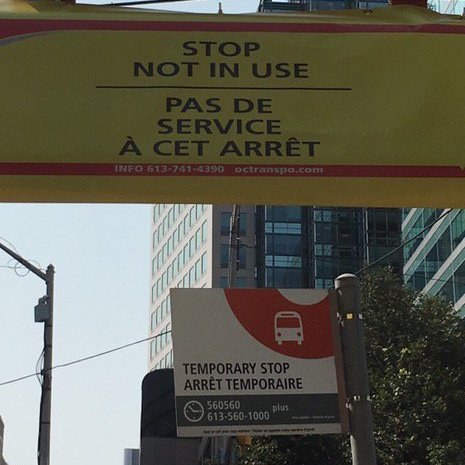 STOP
NOT IN USE
PAS DE
SERVICE
À CET ARRÊT
INFO 613-741-4390 octranspo.com
TEMPORARY STOP
ARRÊT TEMPORAIRE
560560
613-560-1000 plus